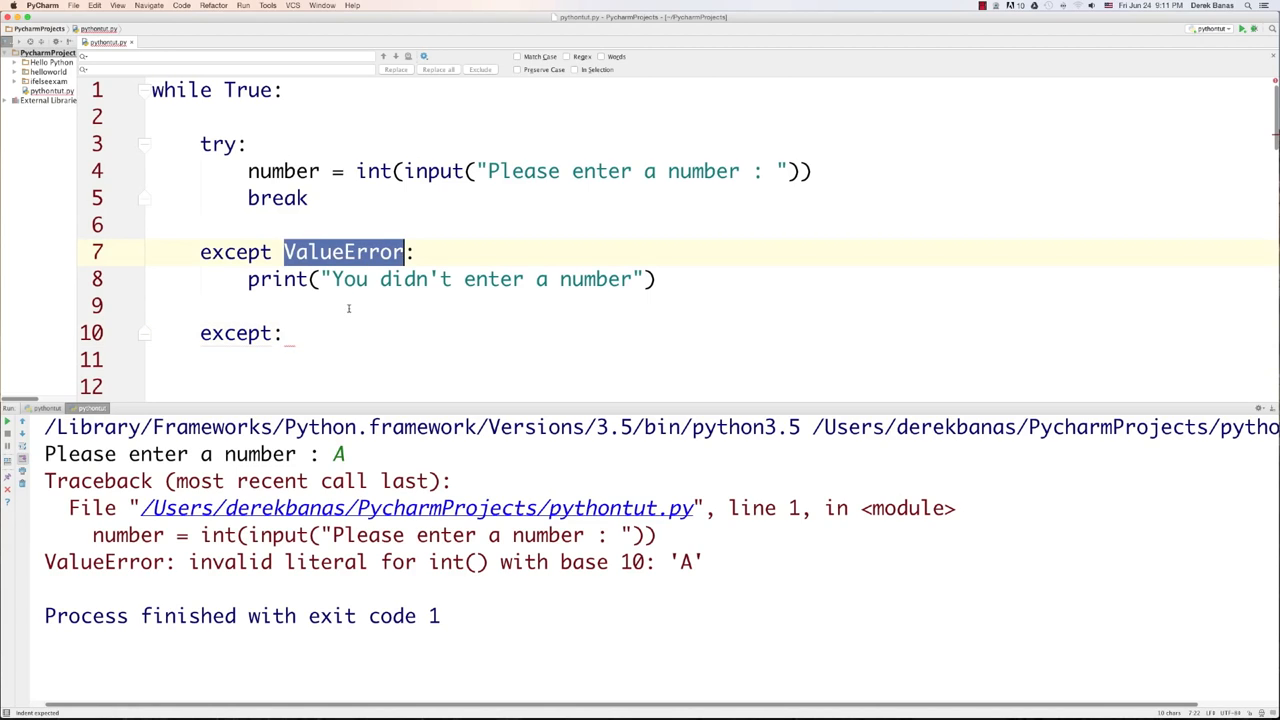 PyCharm File Edit View Navigate Code Refactor Run Tools VCS Window Help
10 Fri Jun 24 9:11 PM Derek Banas
pythontut.py - PycharmProjects - [~/PycharmProjects]
PycharmProjects pythontut.py pythontut
pythontut.py
Match Case Regex Words
Replace Replace all Exclude Preserve Case In Selection
PycharmProject
Hello Python
helloworld
ifelseexam
pythontut.py
External Librarie
1 while True:
2
3 try:
4 number = int(input("Please enter a number : "))
5 break
6
7 except ValueError:
8 print("You didn't enter a number")
9
10 except:
11
12
Run: pythontut pythontut
/Library/Frameworks/Python.framework/Versions/3.5/bin/python3.5 /Users/derekbanas/PycharmProjects/pytho
Please enter a number : A
Traceback (most recent call last):
File "/Users/derekbanas/PycharmProjects/pythontut.py", line 1, in <module>
number = int(input("Please enter a number : "))
ValueError: invalid literal for int() with base 10: 'A'
Process finished with exit code 1
Indent expected 10 chars 7:22 LF÷ UTF-8÷